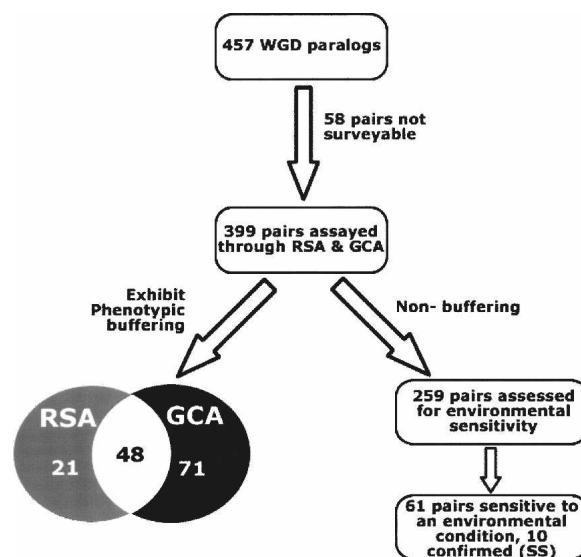 457 WGD paralogs
58 pairs not
surveyable
399 pairs assayed
through RSA & GCA
Exhibit
Phenotypic
buffering
Non- buffering
RSA
GCA
21
48
71
259 pairs assessed
for environmental
sensitivity
61 pairs sensitive to
an environmental
condition, 10
confirmed (SS)